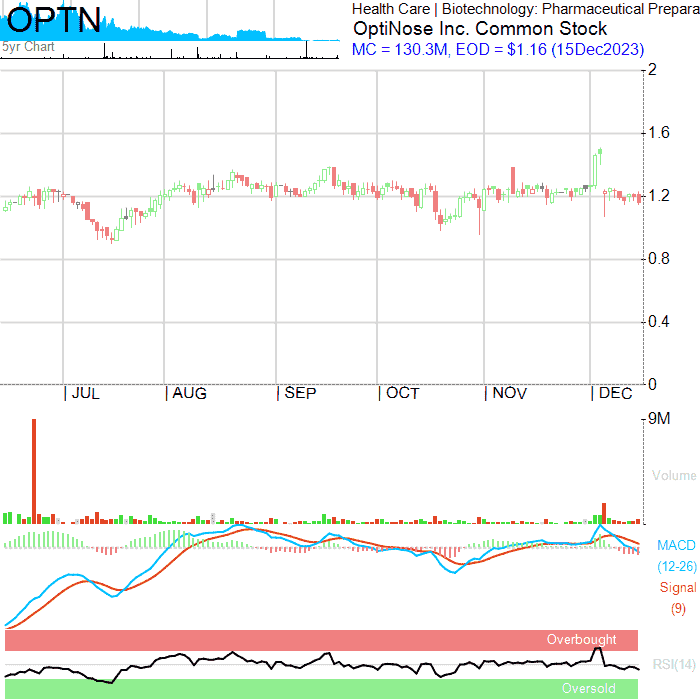 OPTN
5yr Chart
Health Care | Biotechnology: Pharmaceutical Prepara
OptiNose Inc. Common Stock
MC = 130.3M, EOD = $1.16 (15Dec2023)
2
1.6
1.2
0.8
0.4
0
JUL AUG SEP OCT NOV DEC
9M
Volume
MACD
(12-26)
Signal
(9)
Overbought
RSI(14)
Oversold